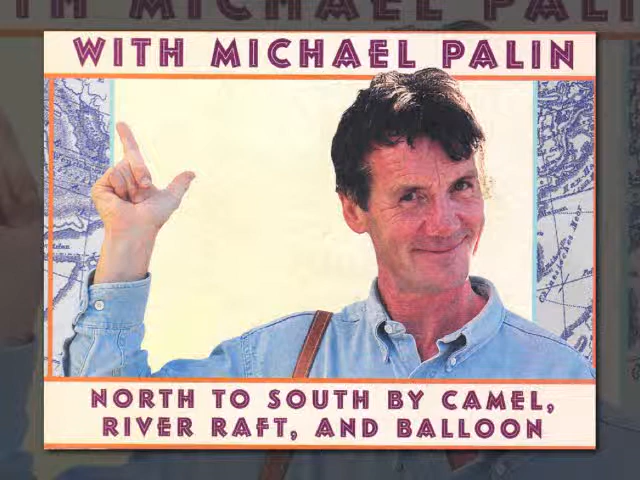 WITH MICHAEL PALIN
NORTH TO SOUTH BY CAMEL,
RIVER RAFT, AND BALLOON